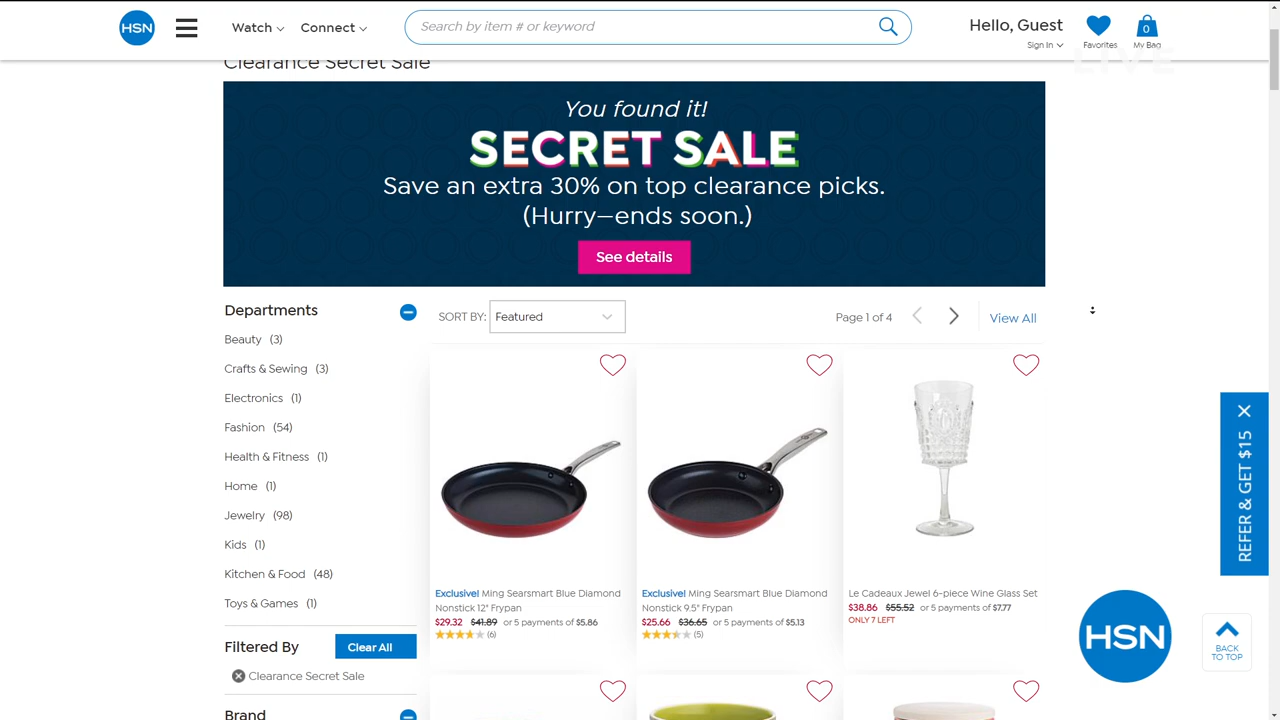 HSN
Watch
Connect
Search by item # or keyword
Hello, Guest
Sign In
Favorites
0
My Bag
LIVE
Clearance Secret Sale
You found it!
SECRET SALE
Save an extra 30% on top clearance picks.
(Hurry—ends soon.)
See details
Departments
Beauty (3)
Crafts & Sewing (3)
Electronics (1)
Fashion (54)
Health & Fitness (1)
Home (1)
Jewelry (98)
Kids (1)
Kitchen & Food (48)
Toys & Games (1)
Filtered By
Clear All
Clearance Secret Sale
Brand
SORT BY: Featured
Page 1 of 4
View All
Exclusive! Ming Searsmart Blue Diamond
Nonstick 12" Frypan
$29.32 $41.89 or 5 payments of $5.86
(6)
Exclusive! Ming Searsmart Blue Diamond
Nonstick 9.5" Frypan
$25.66 $36.65 or 5 payments of $5.13
(5)
Le Cadeaux Jewel 6-piece Wine Glass Set
$38.86 $55.52 or 5 payments of $7.77
ONLY 7 LEFT
REFER & GET $15
HSN
BACK
TO TOP